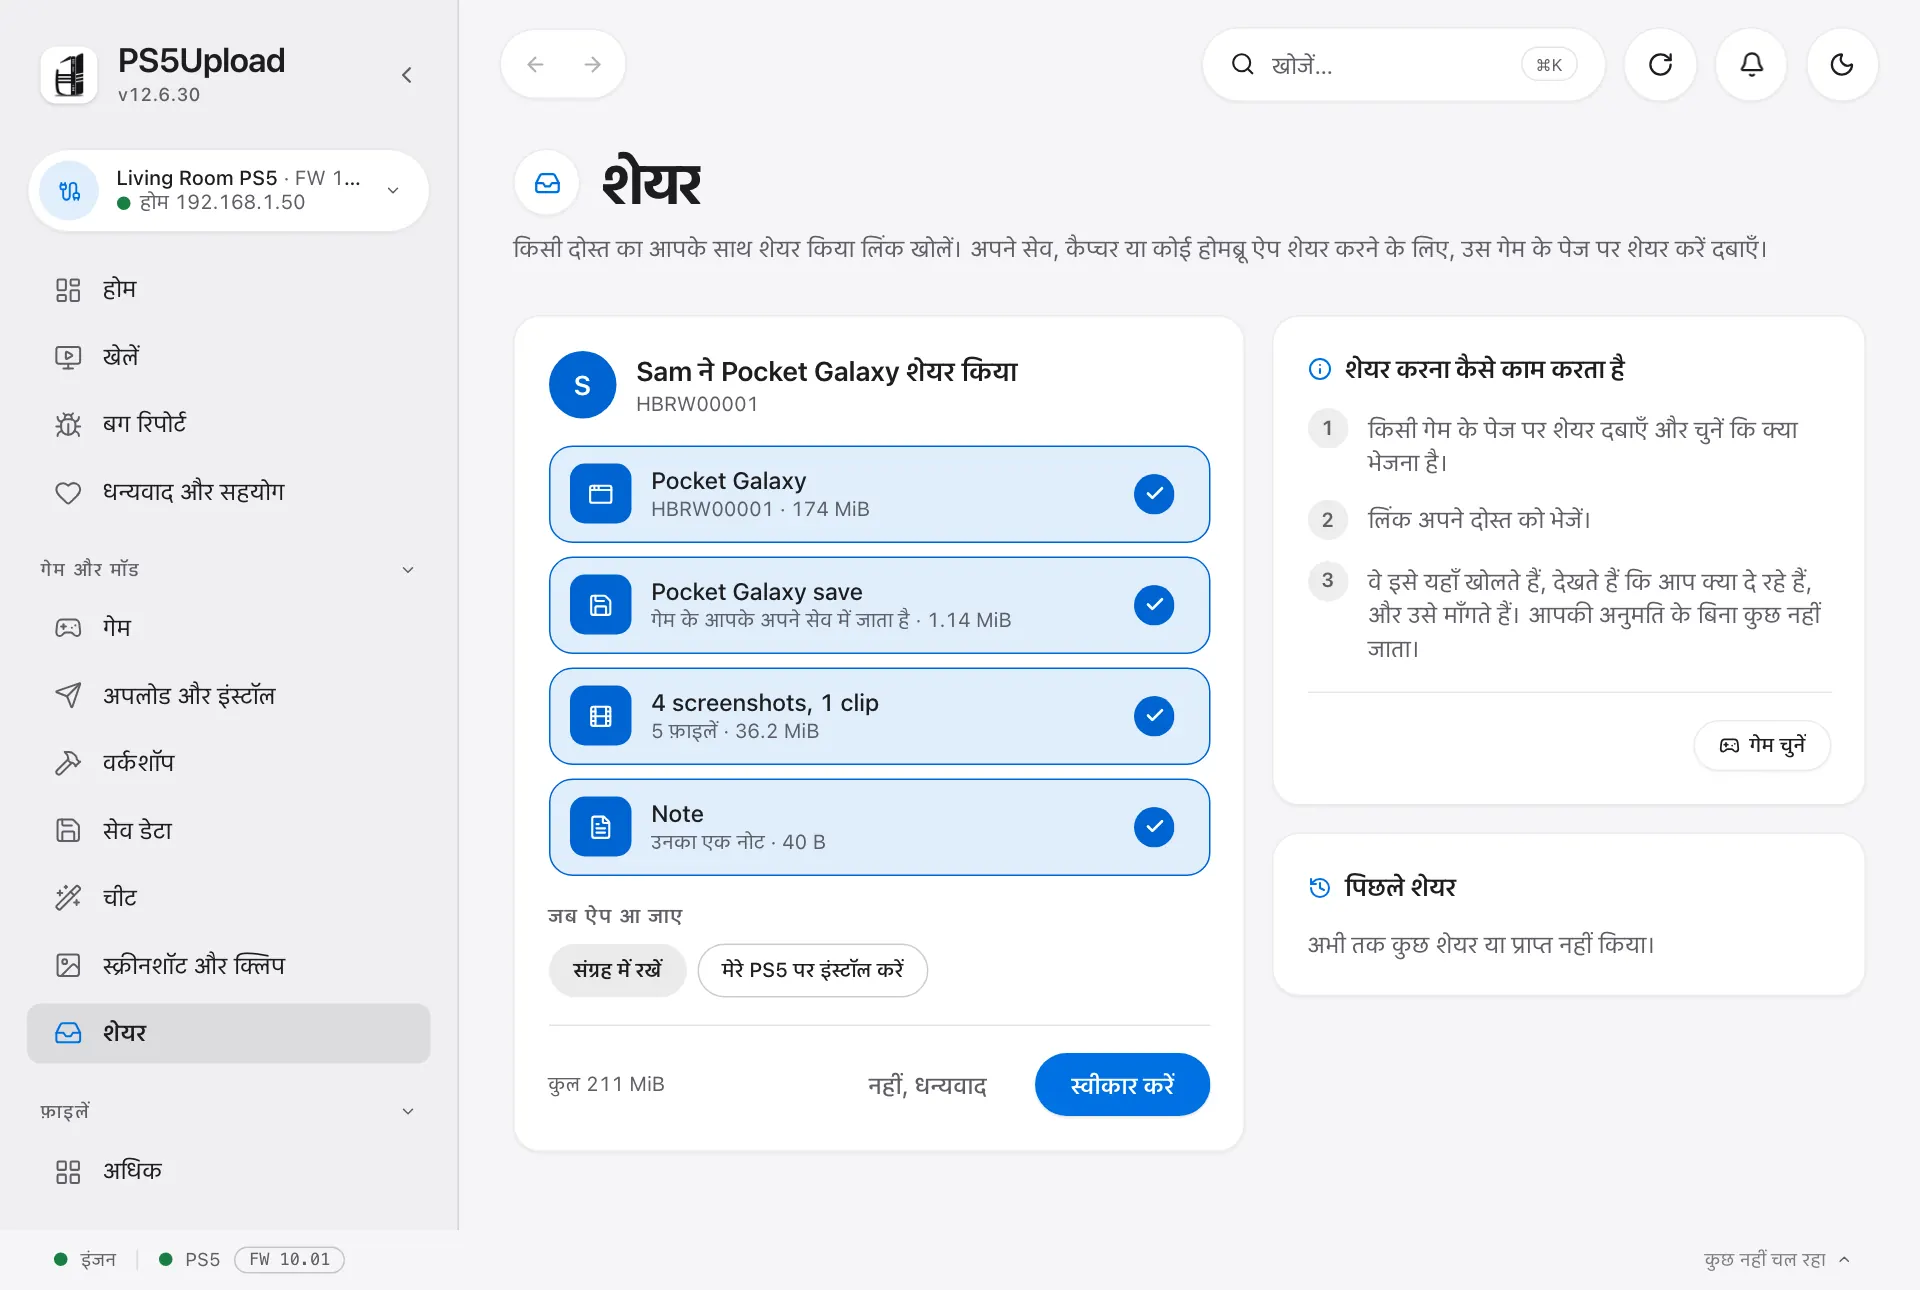 PS5Upload
v12.6.30
Living Room PS5 · FW 1...
होम 192.168.1.50
होम
खेलें
बग रिपोर्ट
धन्यवाद और सहयोग
गेम और मॉड
गेम
अपलोड और इंस्टॉल
वर्कशॉप
सेव डेटा
चीट
स्क्रीनशॉट और क्लिप
शेयर
फ़ाइलें
अधिक
खोजें...
⌘K
शेयर
किसी दोस्त का आपके साथ शेयर किया लिंक खोलें। अपने सेव, कैप्चर या कोई होमब्रू ऐप शेयर करने के लिए, उस गेम के पेज पर शेयर करें दबाएँ।
S
Sam ने Pocket Galaxy शेयर किया
HBRW00001
Pocket Galaxy
HBRW00001 · 174 MiB
Pocket Galaxy save
गेम के आपके अपने सेव में जाता है · 1.14 MiB
4 screenshots, 1 clip
5 फ़ाइलें · 36.2 MiB
Note
उनका एक नोट · 40 B
जब ऐप आ जाए
संग्रह में रखें
मेरे PS5 पर इंस्टॉल करें
कुल 211 MiB
नहीं, धन्यवाद
स्वीकार करें
शेयर करना कैसे काम करता है
1 किसी गेम के पेज पर शेयर दबाएँ और चुनें कि क्या
भेजना है।
2 लिंक अपने दोस्त को भेजें।
3 वे इसे यहाँ खोलते हैं, देखते हैं कि आप क्या दे रहे हैं,
और उसे माँगते हैं। आपकी अनुमति के बिना कुछ नहीं
जाता।
गेम चुनें
पिछले शेयर
अभी तक कुछ शेयर या प्राप्त नहीं किया।
इंजन
PS5
FW 10.01
कुछ नहीं चल रहा